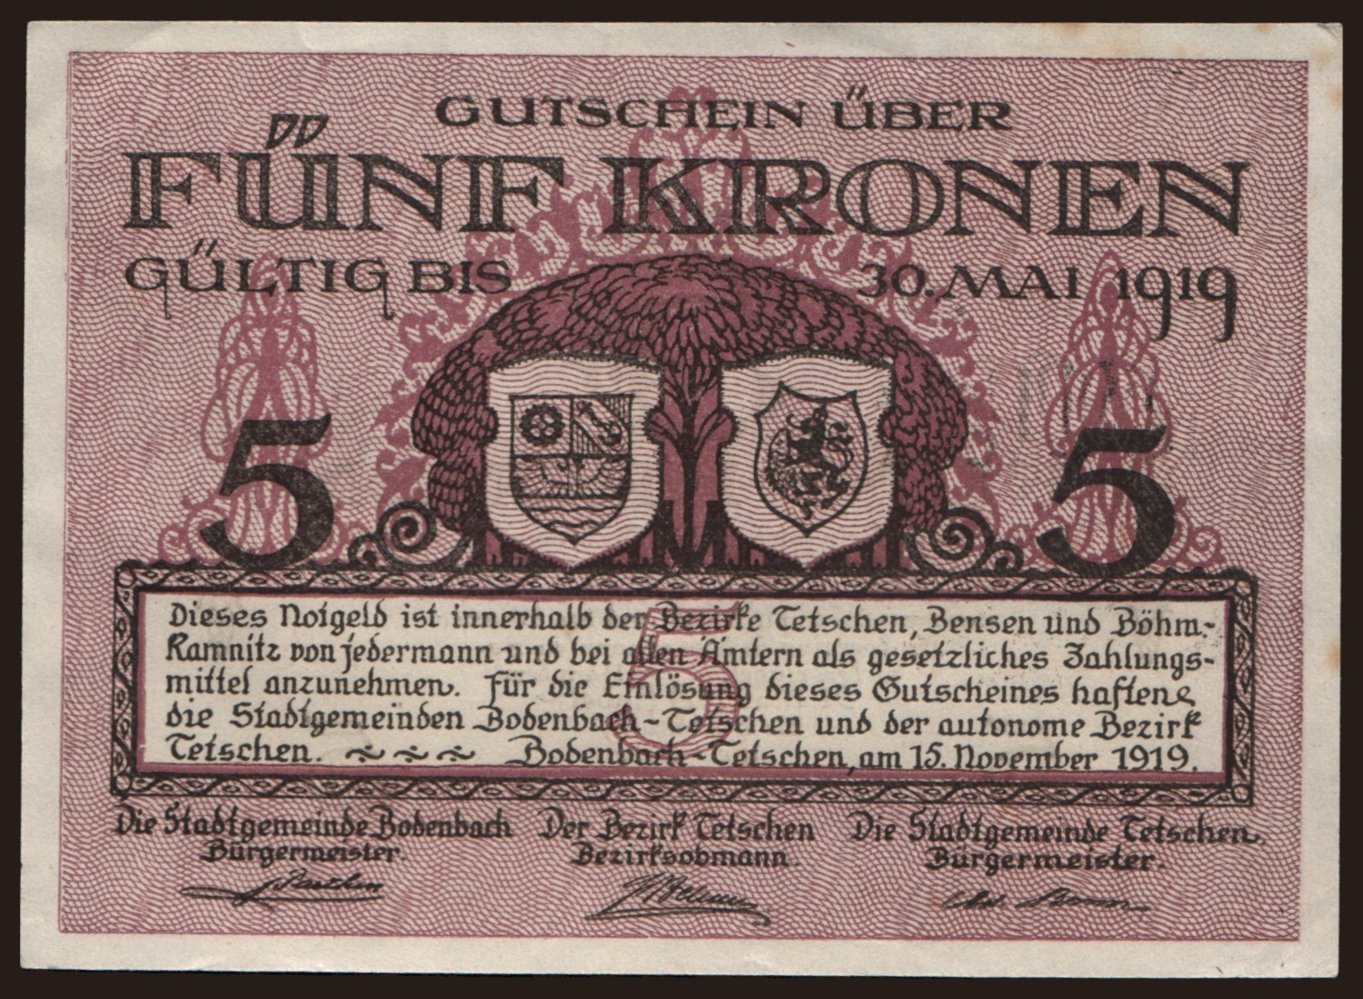 GUTSCHEIN ÜBER
FÜNF KRONEN
GÜLTIG BIS 30. MAI 1919
5 5
Dieses Notgeld ist innerhalb der Bezirke Tetschen, Bensen und Böhm.-
Kamnitz von jedermann und bei allen Ämtern als gesetzliches Zahlungs-
mittel anzunehmen. Für die Einlösung dieses Gutscheines haften
die Stadtgemeinden Bodenbach-Tetschen und der autonome Bezirk
Tetschen. Bodenbach-Tetschen, am 15. November 1919.
5
Die Stadtgemeinde Bodenbach Der Bezirk Tetschen Die Stadtgemeinde Tetschen
Bürgermeister. Bezirksobmann. Bürgermeister.